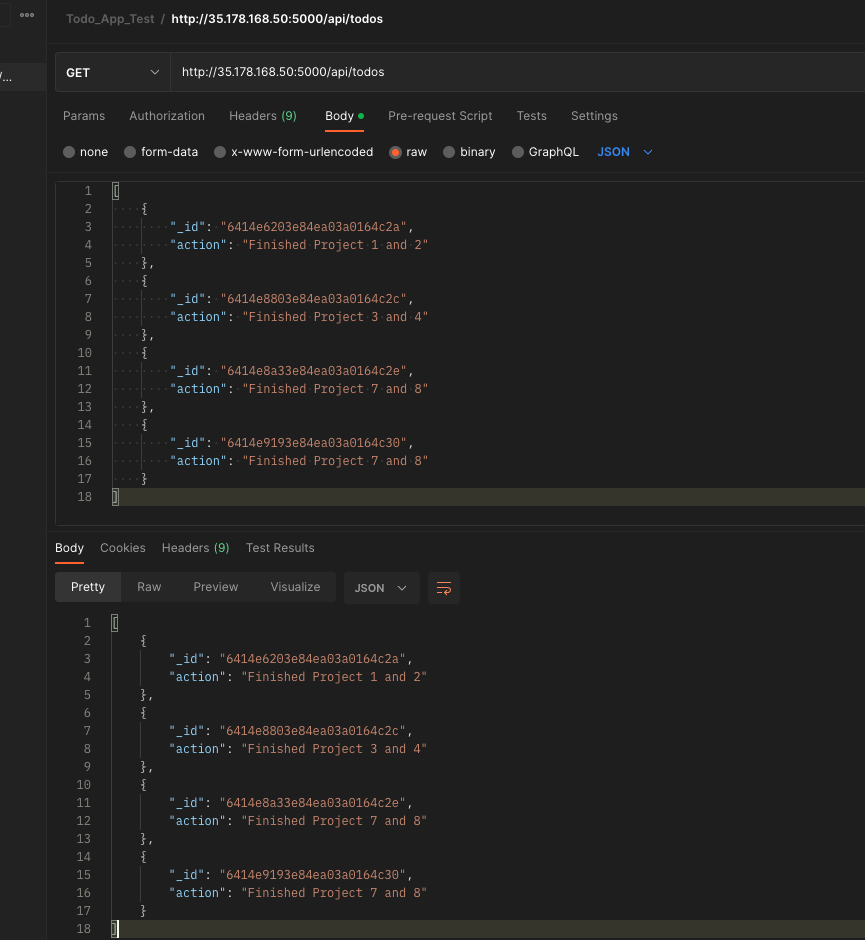 Todo_App_Test / http://35.178.168.50:5000/api/todos
/...
GET http://35.178.168.50:5000/api/todos
Params Authorization Headers (9) Body Pre-request Script Tests Settings
none form-data x-www-form-urlencoded raw binary GraphQL JSON
1 [
2 {
3 "_id": "6414e6203e84ea03a0164c2a",
4 "action": "Finished Project 1 and 2"
5 },
6 {
7 "_id": "6414e8803e84ea03a0164c2c",
8 "action": "Finished Project 3 and 4"
9 },
10 {
11 "_id": "6414e8a33e84ea03a0164c2e",
12 "action": "Finished Project 7 and 8"
13 },
14 {
15 "_id": "6414e9193e84ea03a0164c30",
16 "action": "Finished Project 7 and 8"
17 }
18 ]
Body Cookies Headers (9) Test Results
Pretty Raw Preview Visualize JSON
1 [
2 {
3 "_id": "6414e6203e84ea03a0164c2a",
4 "action": "Finished Project 1 and 2"
5 },
6 {
7 "_id": "6414e8803e84ea03a0164c2c",
8 "action": "Finished Project 3 and 4"
9 },
10 {
11 "_id": "6414e8a33e84ea03a0164c2e",
12 "action": "Finished Project 7 and 8"
13 },
14 {
15 "_id": "6414e9193e84ea03a0164c30",
16 "action": "Finished Project 7 and 8"
17 }
18 ]